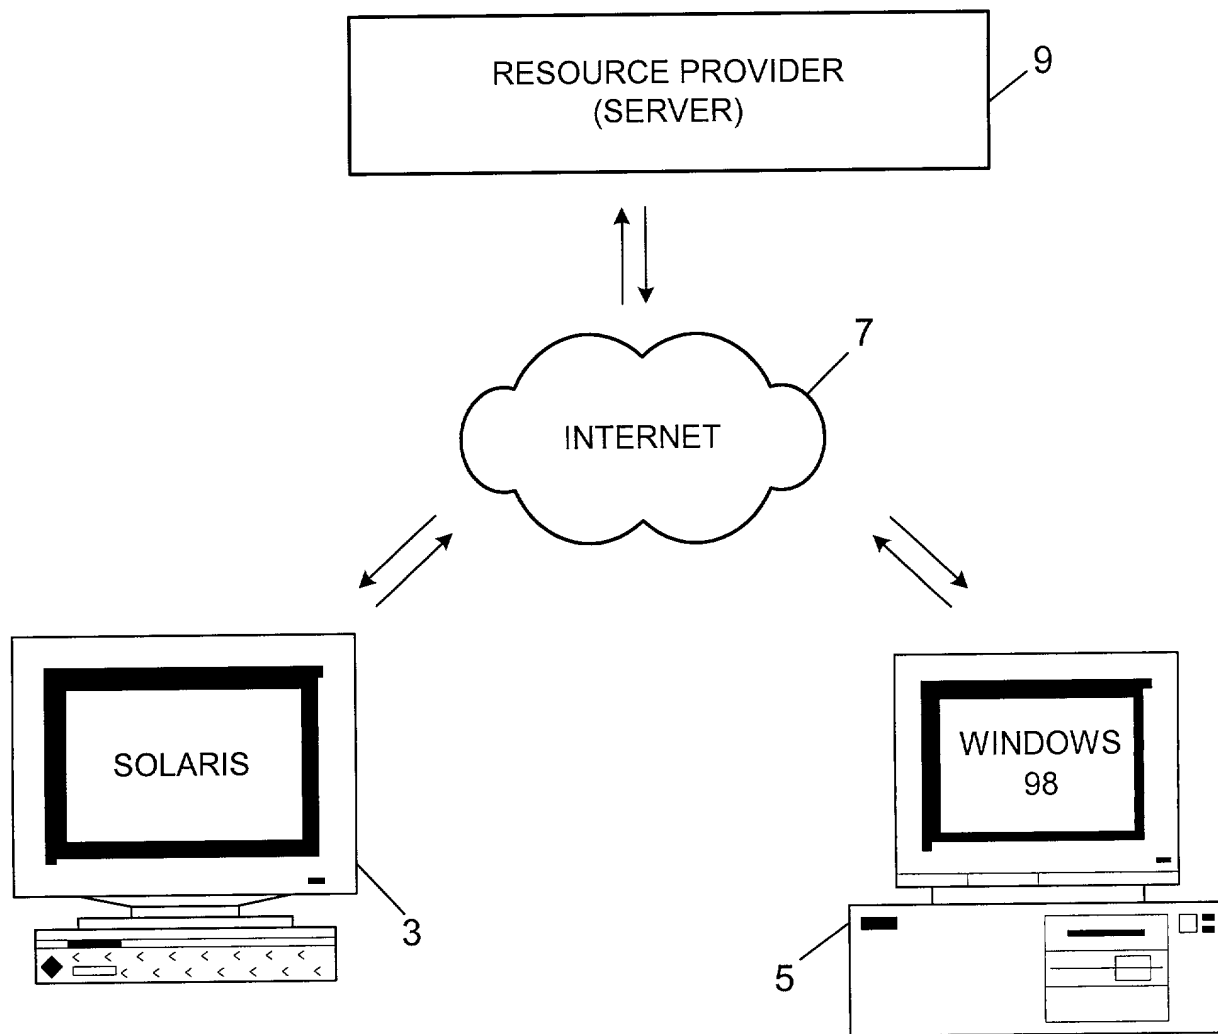 RESOURCE PROVIDER
(SERVER)
9
7
INTERNET
SOLARIS
WINDOWS
98
3
5